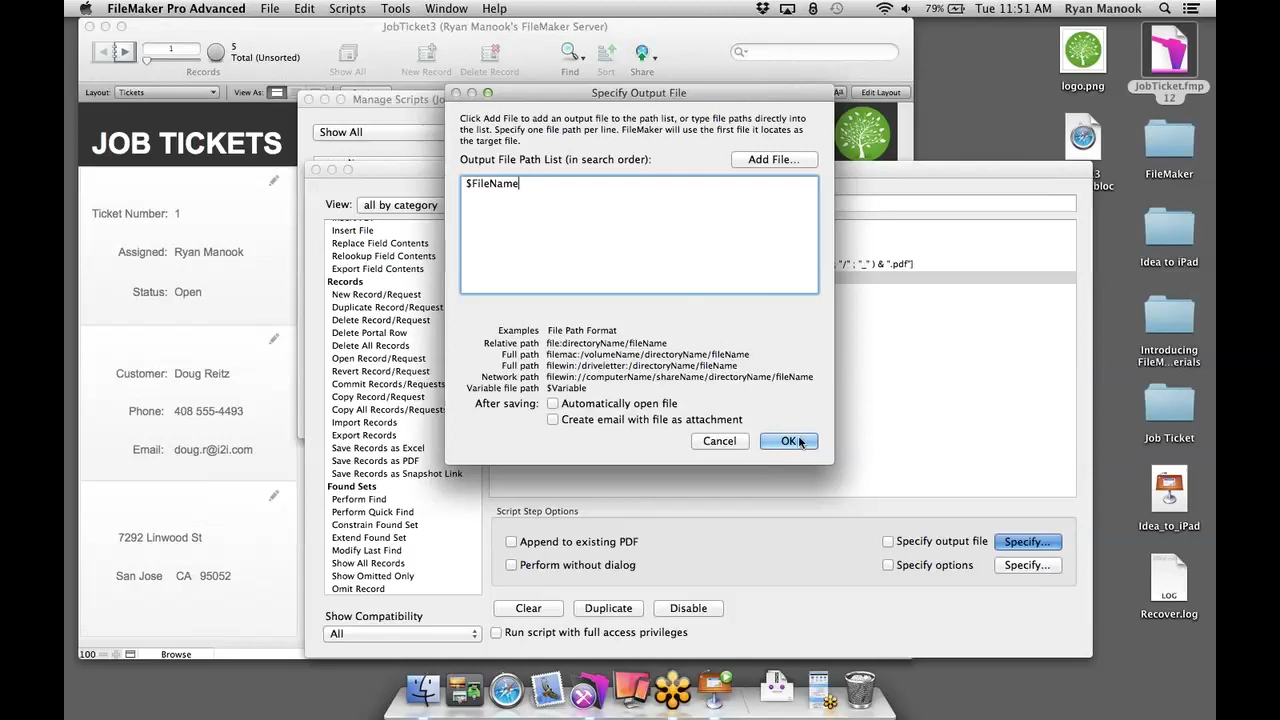 FileMaker Pro Advanced File Edit Scripts Tools Window Help 79% Tue 11:51 AM Ryan Manook
JobTicket3 (Ryan Manook's FileMaker Server)
1
5
Total (Unsorted)
Records
Show All
New Record
Delete Record
Find
Sort
Share
Layout: Tickets
View As:
Edit Layout
Manage Scripts (Jo
Show All
JOB TICKETS
Ticket Number: 1
Assigned: Ryan Manook
Status: Open
Customer: Doug Reitz
Phone: 408 555-4493
Email: doug.r@i2i.com
7292 Linwood St
San Jose CA 95052
100
Browse
View: all by category
Insert File
Replace Field Contents
Relookup Field Contents
Export Field Contents
Records
New Record/Request
Duplicate Record/Request
Delete Record/Request
Delete Portal Row
Delete All Records
Open Record/Request
Revert Record/Request
Commit Records/Requests
Copy Record/Request
Copy All Records/Requests
Import Records
Export Records
Save Records as Excel
Save Records as PDF
Save Records as Snapshot Link
Found Sets
Perform Find
Perform Quick Find
Constrain Found Set
Extend Found Set
Modify Last Find
Show All Records
Show Omitted Only
Omit Record
Show Compatibility
All
Specify Output File
Click Add File to add an output file to the path list, or type file paths directly into
the list. Specify one file path per line. FileMaker will use the first file it locates as
the target file.
Output File Path List (in search order):
Add File...
$FileName
Examples File Path Format
Relative path file:directoryName/fileName
Full path filemac:/volumeName/directoryName/fileName
Full path filewin:/driveletter:/directoryName/fileName
Network path filewin://computerName/shareName/directoryName/fileName
Variable file path $Variable
After saving: Automatically open file
Create email with file as attachment
Cancel
OK
; "/" ; "_" ) & ".pdf"]
Script Step Options
Append to existing PDF
Specify output file
Specify...
Perform without dialog
Specify options
Specify...
Clear
Duplicate
Disable
Run script with full access privileges
logo.png
JobTicket.fmp
12
FileMaker
Idea to iPad
Introducing
FileM...erials
Job Ticket
Idea_to_iPad
LOG
Recover.log